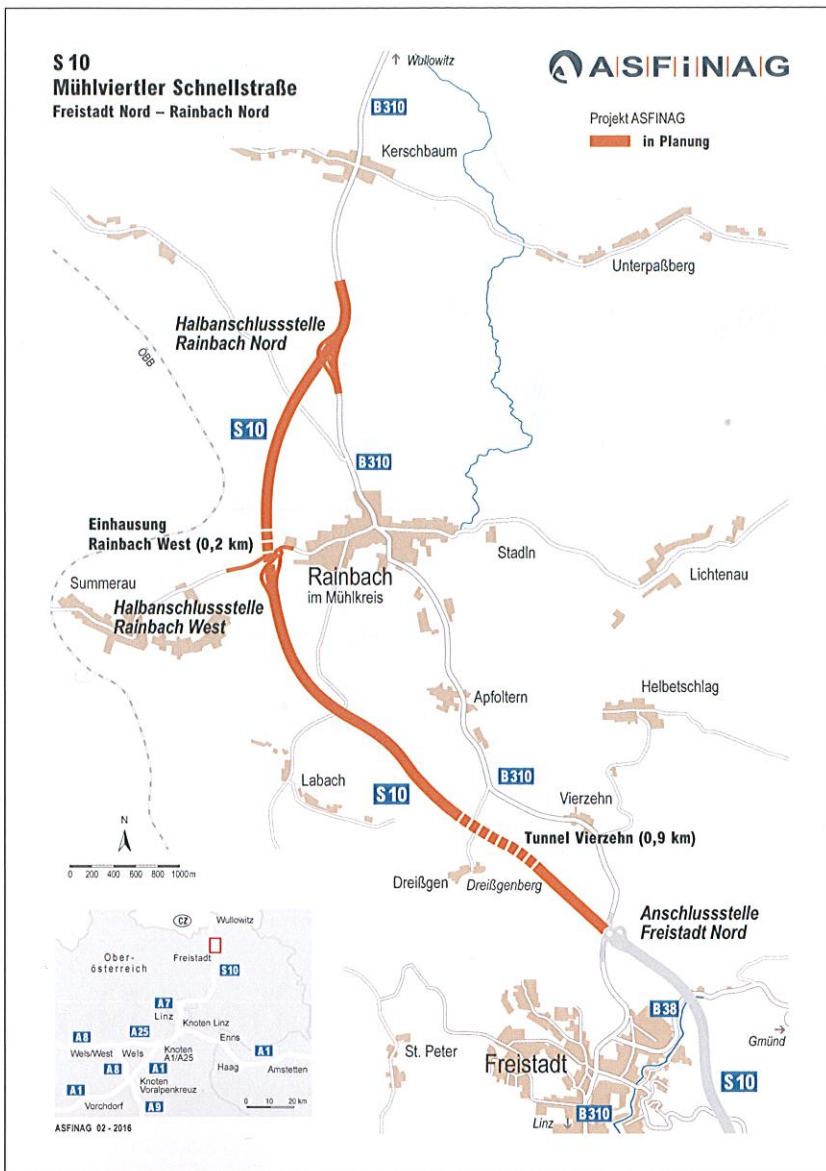 S 10
Mühlviertler Schnellstraße
Freistadt Nord – Rainbach Nord
ASFiNAG
Projekt ASFINAG
in Planung
Wullowitz
B310
Kerschbaum
Unterpaßberg
Halbanschlussstelle
Rainbach Nord
ÖBB
S 10
B310
Einhausung
Rainbach West (0,2 km)
Summerau
Rainbach
im Mühlkreis
Stadln
Lichtenau
Halbanschlussstelle
Rainbach West
Apfoltern
Helbetschlag
Labach
S 10
B310
Vierzehn
Tunnel Vierzehn (0,9 km)
N
0 200 400 600 800 1000m
Dreißgen
Dreißgenberg
Anschlussstelle
Freistadt Nord
CZ
Wullowitz
Ober-
österreich
Freistadt
S10
A7
Linz
Knoten Linz
A8
A25
Enns
Wels/West
Wels
Knoten
A1/A25
A1
A8
A1
Haag
Amstetten
Knoten
Voralpenkreuz
A1
Vorchdorf
A9
0 10 20 km
B38
Gmünd
St. Peter
Freistadt
S 10
B310
Linz
ASFINAG 02 - 2016